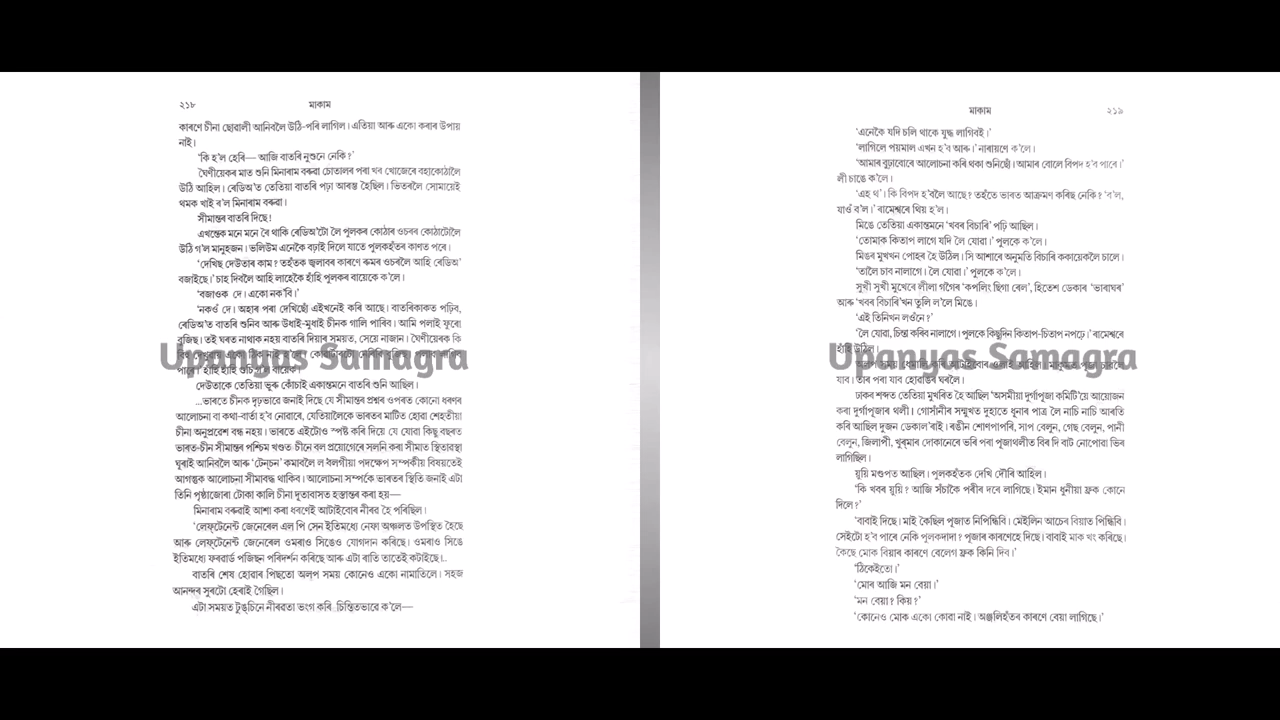 ২১৮
মাকাম
কাৰণে চীনা ছোৱালী আনিবলৈ উঠি-পৰি লাগিল। এতিয়া আৰু একো কৰাৰ উপায়
নাই।
‘কি হ’ল হেৰি— আজি বাতৰি নুশুনে নেকি?’
ঘৈণীয়েকৰ মাত শুনি মিনাৰাম বৰুৱা চোতালৰ পৰা খৰ খোজেৰে বহাকোঠালৈ
উঠি আহিল। ৰেডিঅ’ত তেতিয়া বাতৰি পঢ়া আৰম্ভ হৈছিল। ভিতৰলৈ সোমায়েই
থমক খাই ৰ’ল মিনাৰাম বৰুৱা।
সীমান্তৰ বাতৰি দিছে!
এখন্তেক মনে মনে ৰৈ থাকি ৰেডিঅ’টো লৈ পুলকৰ কোঠাৰ ওচৰৰ কোঠাটোলৈ
উঠি গ’ল মানুহজন। ভলিউম এনেকৈ বঢ়াই দিলে যাতে পুলকহঁতৰ কাণত পৰে।
‘দেখিছ দেউতাৰ কাম? তহঁতক জ্বলাবৰ কাৰণে ৰুমৰ ওচৰলৈ আহি ৰেডিঅ’
বজাইছে।’ চাহ দিবলৈ আহি লাহেকৈ হাঁহি পুলকৰ বায়েকে ক’লে।
‘বজাওক দে। একো নক’বি।’
‘নকওঁ দে। অহাৰ পৰা দেখিছোঁ এইখনেই কৰি আছে। বাতৰিকাকত পঢ়িব,
ৰেডিঅ’ত বাতৰি শুনিব আৰু উধাই-মুধাই চীনক গালি পাৰিব। আমি পলাই ফুৰো
বুজিছ। তই ঘৰত নাথাক নহয় বাতৰি দিয়াৰ সময়ত, সেয়ে নাজান। ঘৈণীয়েৰক কি
দেউতাকে তেতিয়া ভুৰু কোঁচাই একান্তমনে বাতৰি শুনি আছিল।
...ভাৰতে চীনক দৃঢ়ভাৱে জনাই দিছে যে সীমান্তৰ প্ৰশ্নৰ ওপৰত কোনো ধৰণৰ
আলোচনা বা কথা-বাৰ্তা হ’ব নোৱাৰে, যেতিয়ালৈকে ভাৰতৰ মাটিত হোৱা শেহতীয়া
চীনা অনুপ্ৰৱেশ বন্ধ নহয়। ভাৰতে এইটোও স্পষ্ট কৰি দিয়ে যে যোৱা কিছু বছৰত
ভাৰত-চীন সীমান্তৰ পশ্চিম খণ্ডত চীনে বল প্ৰয়োগেৰে সলনি কৰা সীমাত স্থিতাৱস্থা
ঘূৰাই আনিবলৈ আৰু ‘টেন্‌চন’ কমাবলৈ ল’বলগীয়া পদক্ষেপ সম্পৰ্কীয় বিষয়তেই
আগন্তুক আলোচনা সীমাবদ্ধ থাকিব। আলোচনা সম্পৰ্কে ভাৰতৰ স্থিতি জনাই এটা
তিনি পৃষ্ঠাজোৰা টোকা কালি চীনা দূতাবাসত হস্তান্তৰ কৰা হয়—
মিনাৰাম বৰুৱাই আশা কৰা ধৰণেই আটাইবোৰ নীৰৱ হৈ পৰিছিল।
‘লেফ্‌টেনেন্ট জেনেৰেল এল পি সেন ইতিমধ্যে নেফা অঞ্চলত উপস্থিত হৈছে
আৰু লেফ্‌টেনেন্ট জেনেৰেল ওমৰাও সিঙেও যোগদান কৰিছে। ওমৰাও সিঙে
ইতিমধ্যে ফৰৱাৰ্ড পজিছন পৰিদৰ্শন কৰিছে আৰু এটা ৰাতি তাতেই কটাইছে।..
বাতৰি শেষ হোৱাৰ পিছতো অলপ সময় কোনেও একো নামাতিলে। সহজ
আনন্দৰ সুৰটো হেৰাই গৈছিল।
এটা সময়ত টুঙ্‌চিনে নীৰৱতা ভংগ কৰি চিন্তিতভাৱে ক’লে—
Upanyas Samagra
মাকাম
২১৯
‘এনেকৈ যদি চলি থাকে যুদ্ধ লাগিবই।’
‘লাগিলে পয়মাল এখন হ’ব আৰু।’ নাৰায়ণে ক’লে।
‘আমাৰ বুঢ়াবোৰে আলোচনা কৰি থকা শুনিছোঁ। আমাৰ বোলে বিপদ হ’ব পাৰে।’
লী চাঙে ক’লে।
‘এহ থ’। কি বিপদ হ’বলৈ আছে? তহঁতে ভাৰত আক্ৰমণ কৰিছ নেকি? ‘ব’ল,
যাওঁ ব’ল।’ ৰামেশ্বৰে থিয় হ’ল।
মিঙে তেতিয়া একান্তমনে ‘খবৰ বিচাৰি’ পঢ়ি আছিল।
‘তোমাক কিতাপ লাগে যদি লৈ যোৱা।’ পুলকে ক’লে।
মিঙৰ মুখখন পোহৰ হৈ উঠিল। সি আশাৰে অনুমতি বিচাৰি ককায়েকলৈ চালে।
‘তালৈ চাব নালাগে। লৈ যোৱা।’ পুলকে ক’লে।
সুখী সুখী মুখেৰে লীলা গগৈৰ ‘কপলিং ছিগা ৰেল’, হিতেশ ডেকাৰ ‘ভাৰাঘৰ’
আৰু ‘খবৰ বিচাৰি’খন তুলি ল’লে মিঙে।
‘এই তিনিখন লওঁনে?’
‘লৈ যোৱা, চিন্তা কৰিব নালাগে। পুলকে কিছুদিন কিতাপ-চিতাপ নপঢ়ে।’ ৰামেশ্বৰে
হাঁহি উঠিল।
যাব। তাৰ পৰা যাব হোৱাঙৰ ঘৰলৈ।
ঢাকৰ শব্দত তেতিয়া মুখৰিত হৈ আছিল ‘অসমীয়া দুৰ্গাপূজা কমিটি’য়ে আয়োজন
কৰা দুৰ্গাপূজাৰ থলী। গোসাঁনীৰ সন্মুখত দুহাতে ধূনাৰ পাত্ৰ লৈ নাচি নাচি আৰতি
কৰি আছিল দুজন ডেকাল’ৰাই। ৰঙীন শোণপাপৰি, সাপ বেলুন, গেছ বেলুন, পানী
বেলুন, জিলাপী, খুৰ্‌মাৰ দোকানেৰে ভৰি পৰা পূজাথলীত বিৰ দি বাট নোপোৱা ভিৰ
লাগিছিল।
য়ুয়ি মণ্ডপত আছিল। পুলকহঁতক দেখি দৌৰি আহিল।
‘কি খবৰ য়ুয়ি? আজি সঁচাকৈ পৰীৰ দৰে লাগিছে। ইমান ধুনীয়া ফ্ৰক কোনে
দিলে?’
‘বাবাই দিছে। মাই কৈছিল পূজাত নিপিন্ধিবি। মেইলিন আচেৰ বিয়াত পিন্ধিবি।
সেইটো হ’ব পাৰে নেকি পুলকদাদা? পূজাৰ কাৰণেহে দিছে। বাবাই মাক খং কৰিছে।
কৈছে মোক বিয়াৰ কাৰণে বেলেগ ফ্ৰক কিনি দিব।’
‘ঠিকেইতো।’
‘মোৰ আজি মন বেয়া।’
‘মন বেয়া? কিয়?’
‘কোনেও মোক একো কোৱা নাই। অঞ্জলিহঁতৰ কাৰণে বেয়া লাগিছে।’
Upanyas Samagra